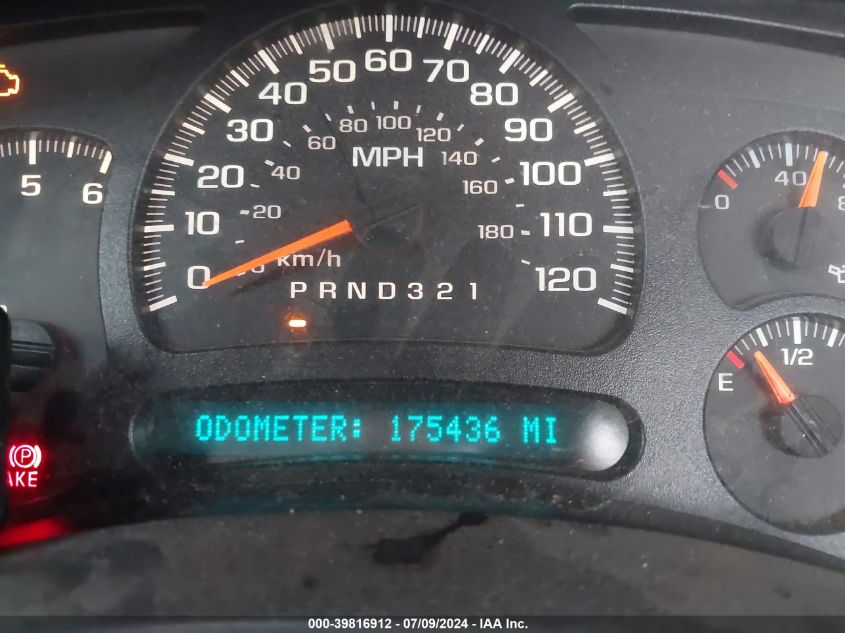 60
50 70
40 80
80 100 120
30 60 90
MPH 140
5 6 20 40 160 100 0 40 8
10 20 180 110
0 km/h 120
PRND321
1/2
E
ODOMETER: 175436 MI
P
AKE
000-39816912 - 07/09/2024 - IAA Inc.